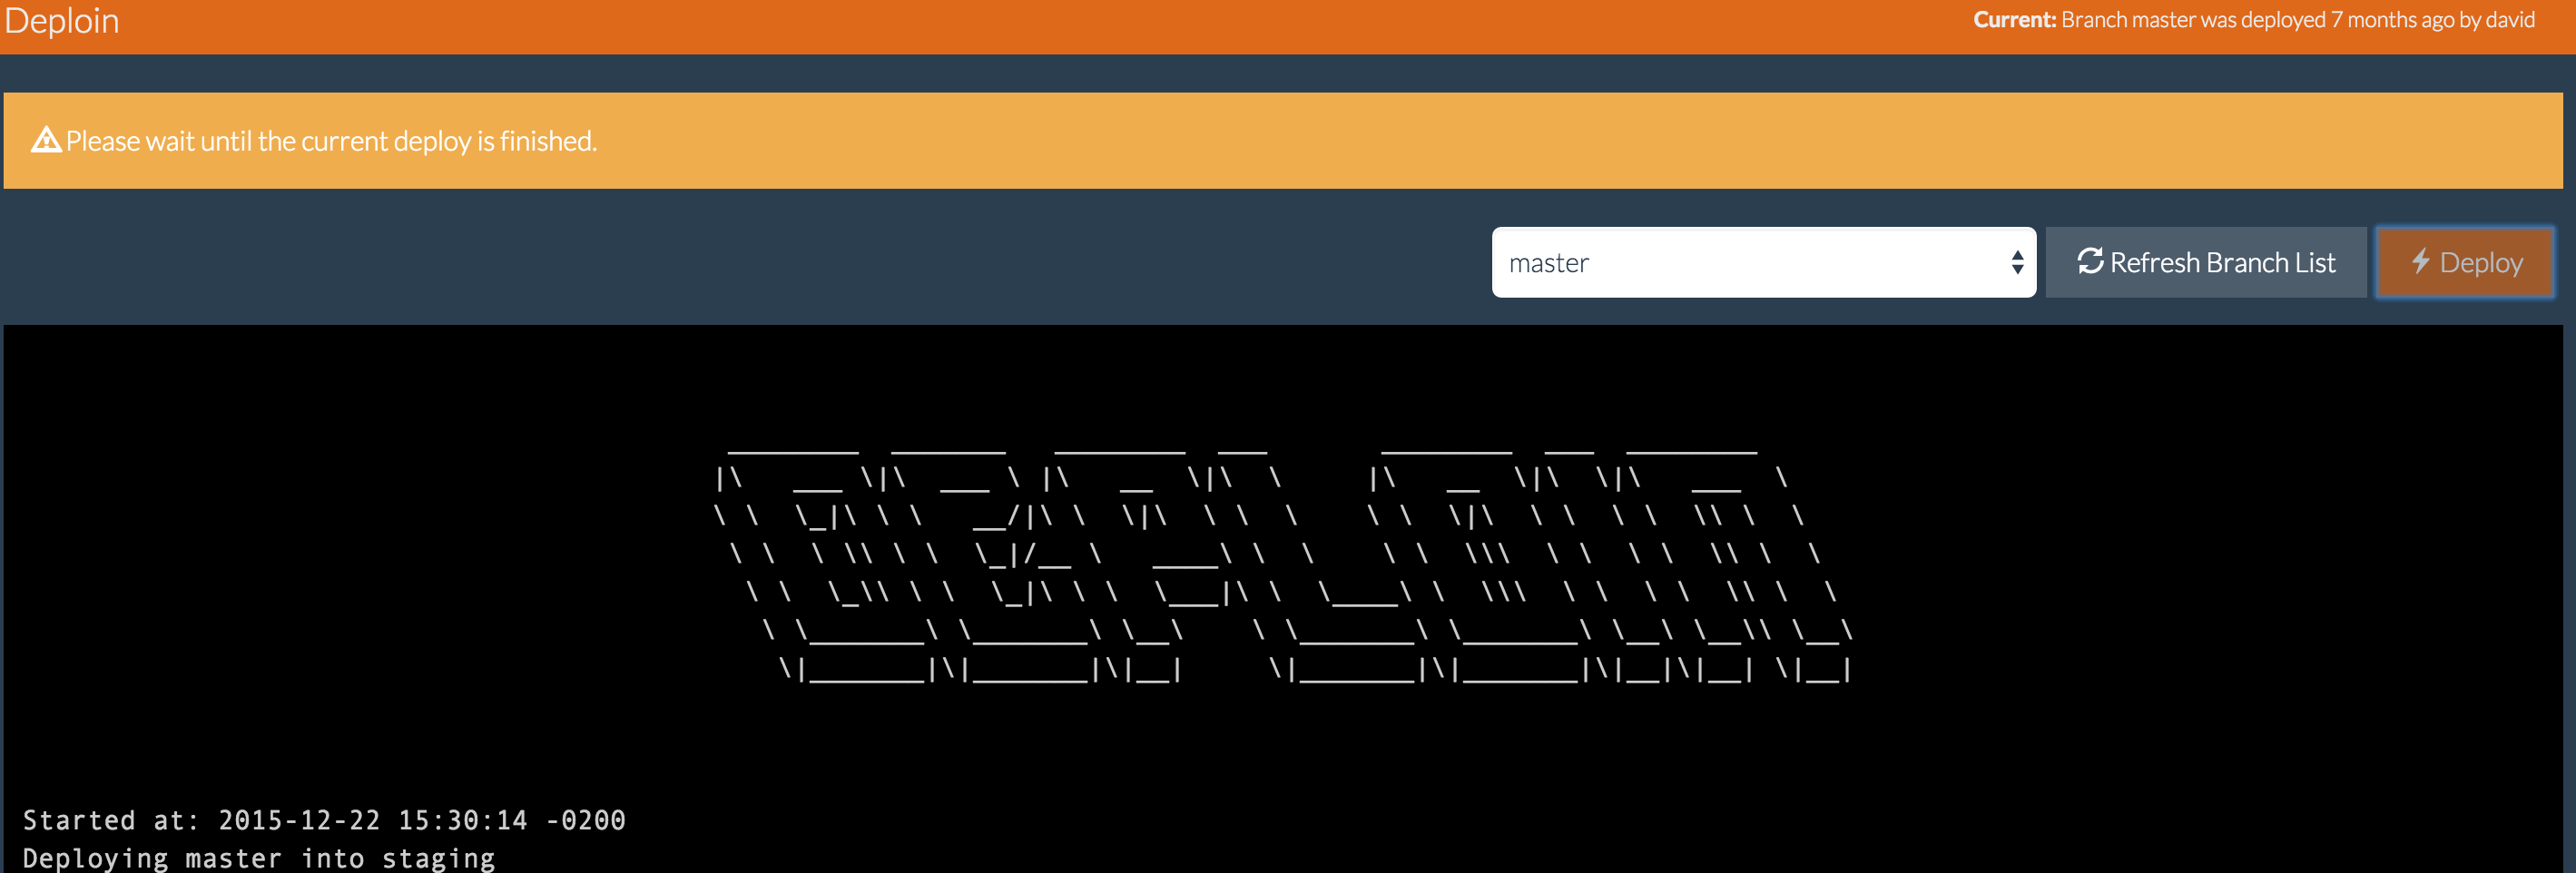 Deploin
Current: Branch master was deployed 7 months ago by david
Please wait until the current deploy is finished.
master
Refresh Branch List
Deploy
DEPLOIN
Started at: 2015-12-22 15:30:14 -0200
Deploying master into staging